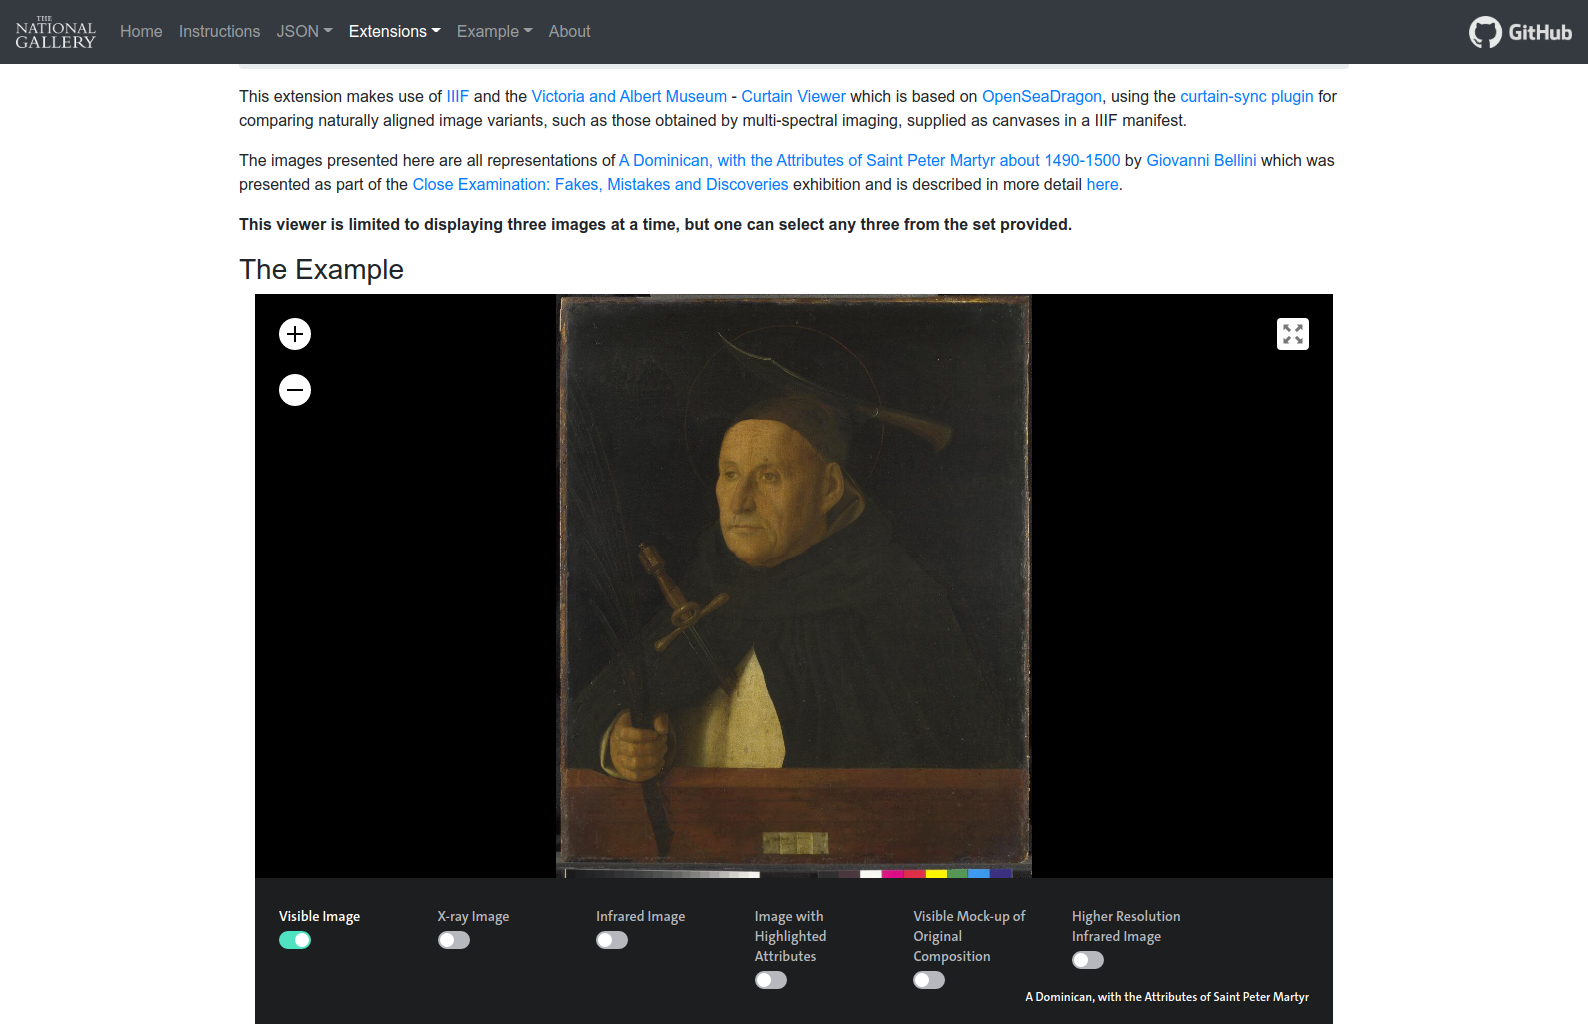 THE
NATIONAL
GALLERY
Home Instructions JSON Extensions Example About
GitHub
This extension makes use of IIIF and the Victoria and Albert Museum - Curtain Viewer which is based on OpenSeaDragon, using the curtain-sync plugin for
comparing naturally aligned image variants, such as those obtained by multi-spectral imaging, supplied as canvases in a IIIF manifest.
The images presented here are all representations of A Dominican, with the Attributes of Saint Peter Martyr about 1490-1500 by Giovanni Bellini which was
presented as part of the Close Examination: Fakes, Mistakes and Discoveries exhibition and is described in more detail here.
This viewer is limited to displaying three images at a time, but one can select any three from the set provided.
The Example
Visible Image
X-ray Image
Infrared Image
Image with
Highlighted
Attributes
Visible Mock-up of
Original
Composition
Higher Resolution
Infrared Image
A Dominican, with the Attributes of Saint Peter Martyr